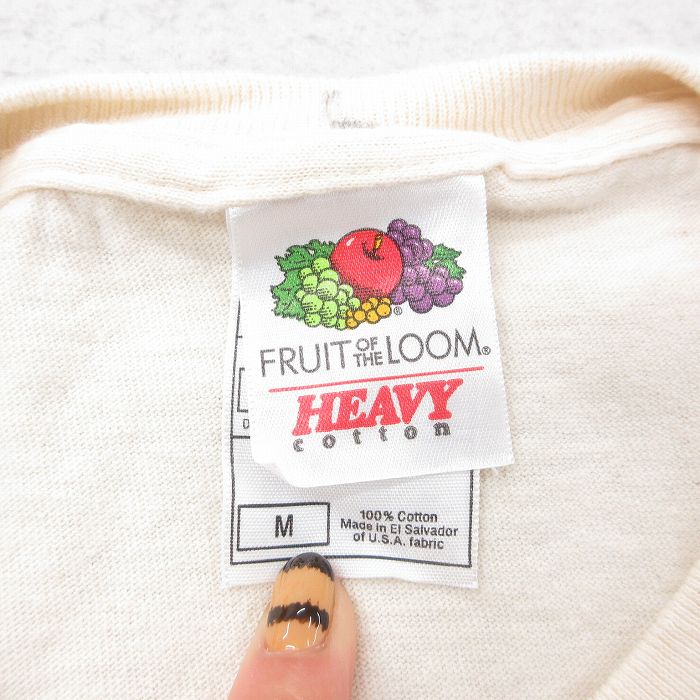 FRUIT OF THE LOOM®
HEAVY
cotton
M
100% Cotton
Made in El Salvador
of U.S.A. fabric